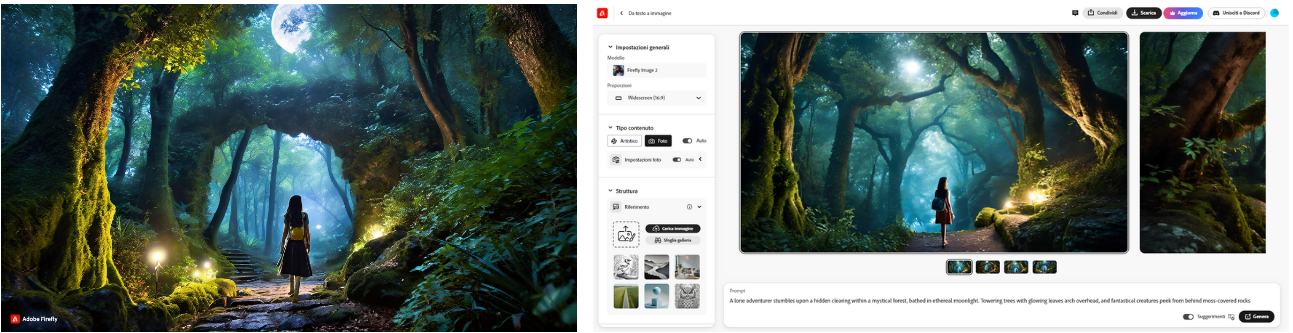 Adobe Firefly
Da testo a immagine
Condividi
Scarica
Aggiorna
Unisciti a Discord
Impostazioni generali
Modello
Firefly Image 2
Proporzioni
Widescreen (16:9)
Tipo contenuto
Artistico
Foto
Auto
Impostazioni foto
Auto
Struttura
Riferimento
Carica immagine
Sfoglia galleria
Prompt
A lone adventurer stumbles upon a hidden clearing within a mystical forest, bathed in ethereal moonlight. Towering trees with glowing leaves arch overhead, and fantastical creatures peek from behind moss-covered rocks
Suggerimenti
Genera